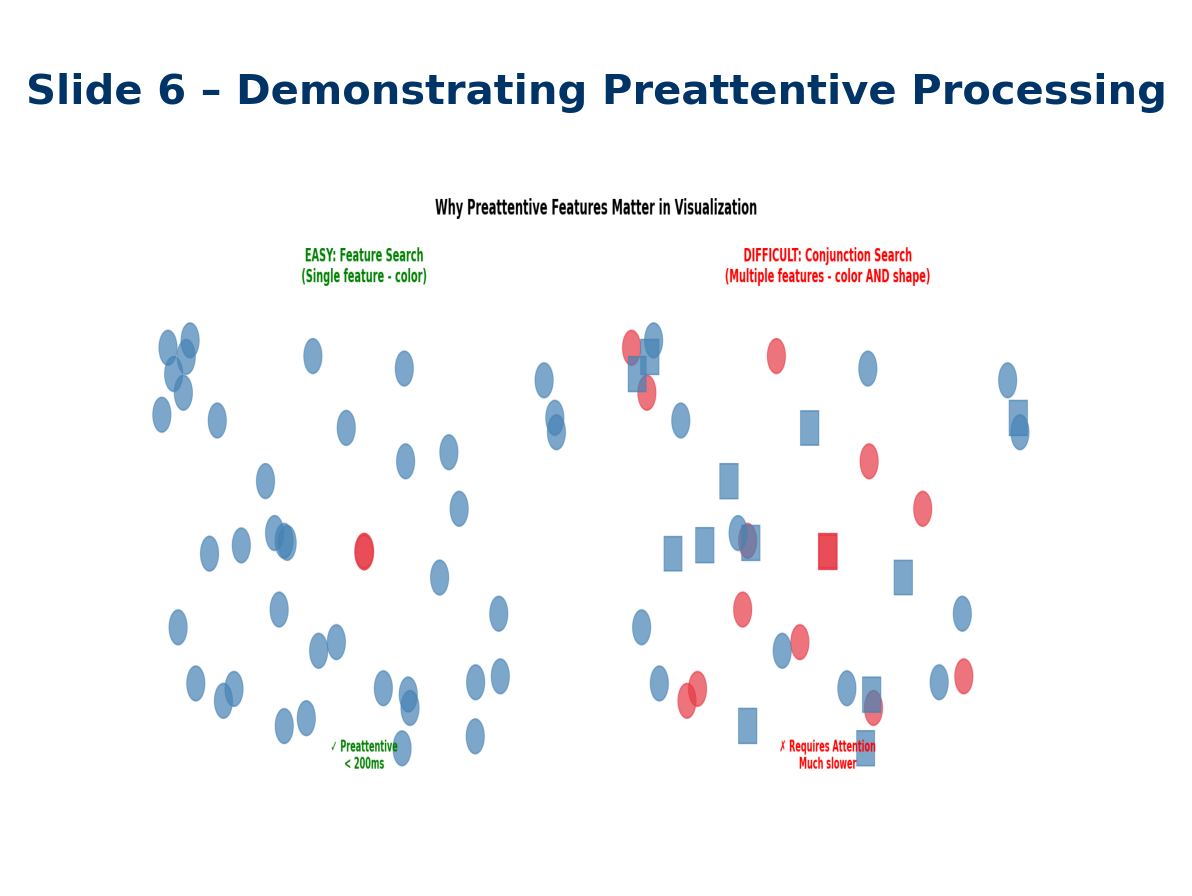 Slide 6 – Demonstrating Preattentive Processing
Why Preattentive Features Matter in Visualization
EASY: Feature Search
(Single feature - color)
DIFFICULT: Conjunction Search
(Multiple features - color AND shape)
✓ Preattentive
< 200ms
✗ Requires Attention
Much slower